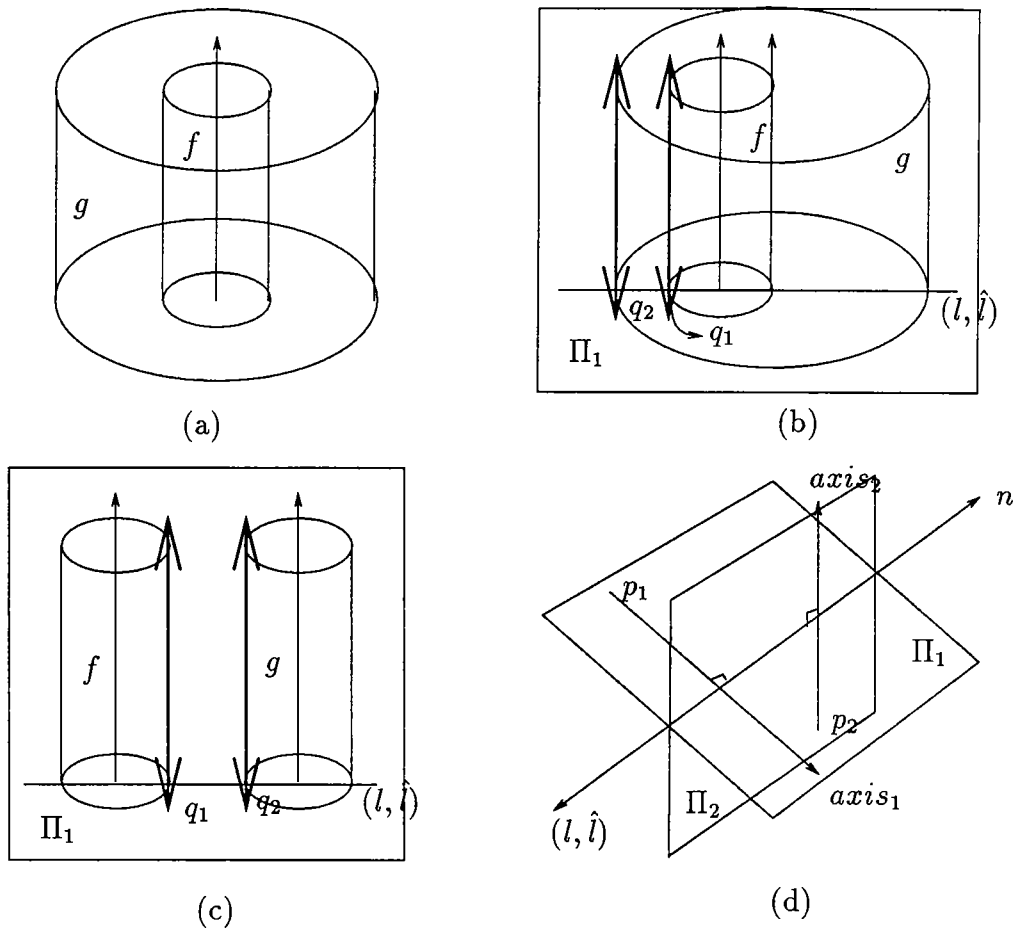 f
g
(a)
f
g
q₂
q₁
(l, l̂)
Π₁
(b)
f
g
q₁
q₂
(l, l̂)
Π₁
(c)
axis₂
n
p₁
Π₁
p₂
Π₂
axis₁
(l, l̂)
(d)